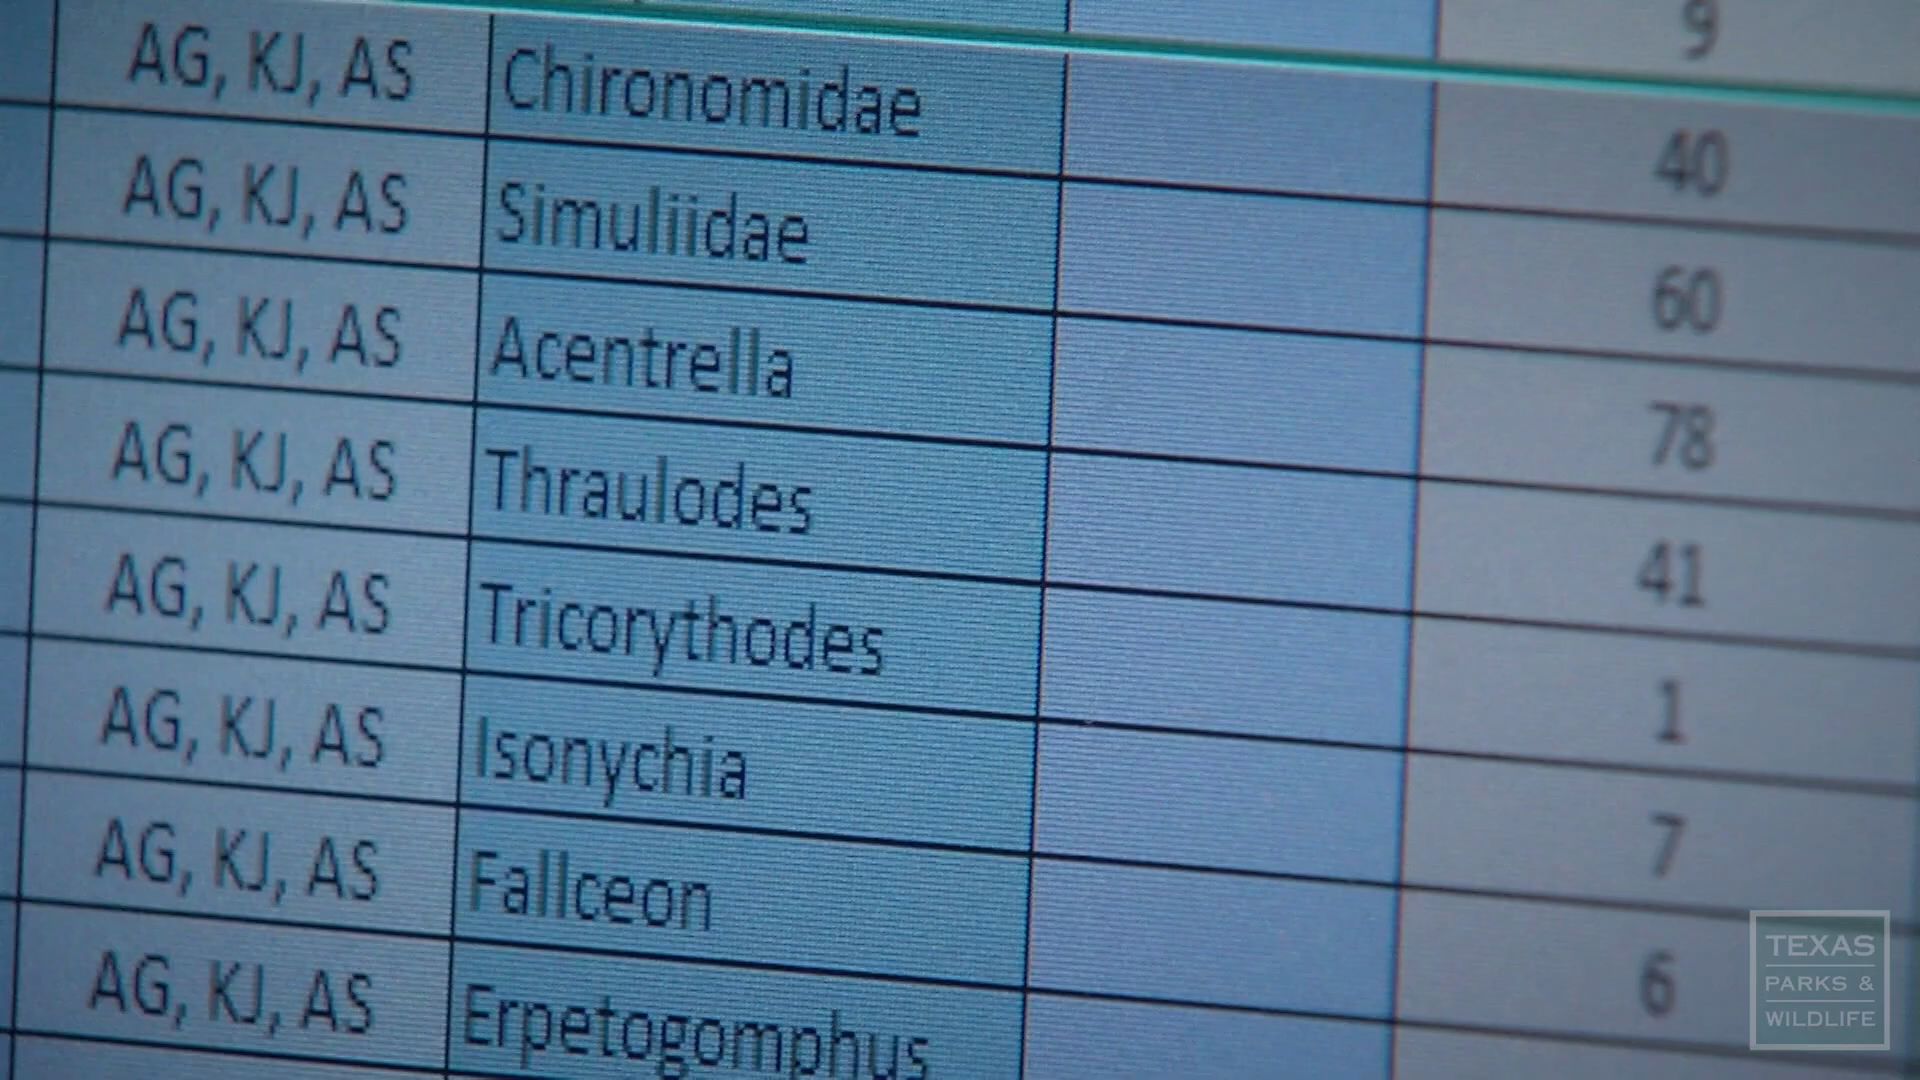 9
AG, KJ, AS Chironomidae 40
AG, KJ, AS Simuliidae 60
AG, KJ, AS Acentrella 78
AG, KJ, AS Thraulodes 41
AG, KJ, AS Tricorythodes 1
AG, KJ, AS Isonychia 7
AG, KJ, AS Fallceon 6
AG, KJ, AS Erpetogomphus
TEXAS
PARKS &
WILDLIFE